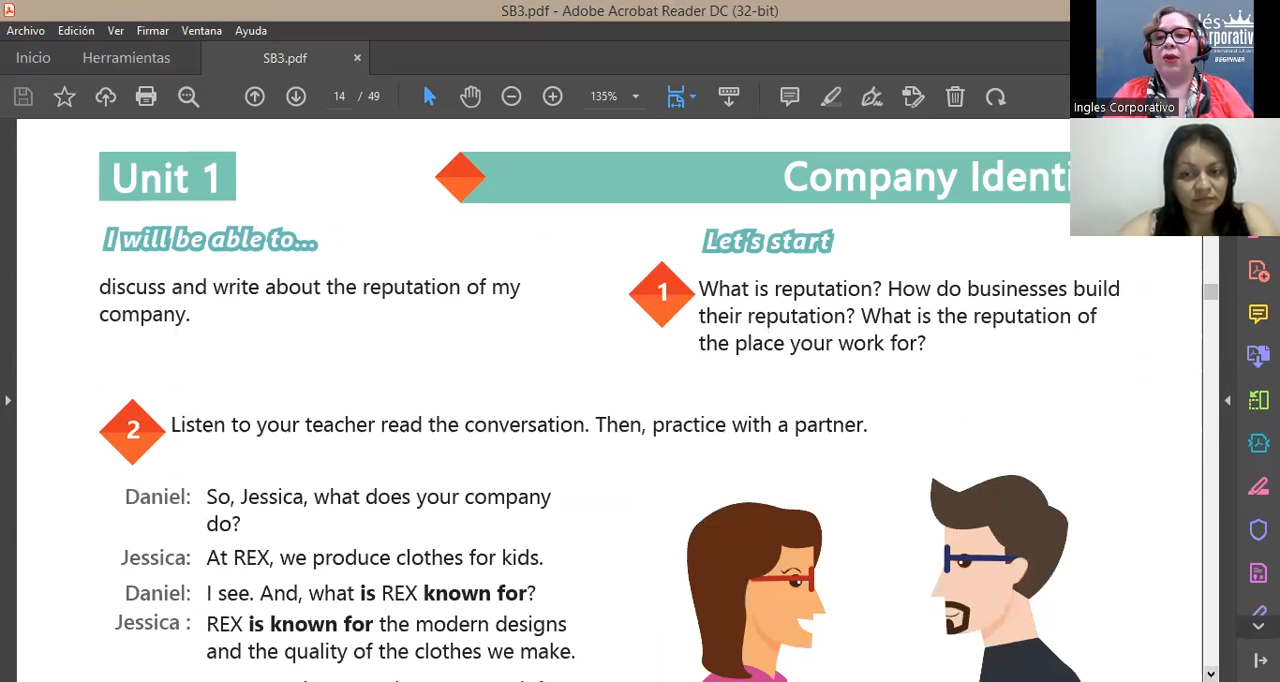 SB3.pdf - Adobe Acrobat Reader DC (32-bit)
Archivo Edición Ver Firmar Ventana Ayuda
Inicio Herramientas SB3.pdf ×
14 / 49 135%
Ingles Corporativo
BEGINNER
Unit 1
Company Identi
I will be able to...
discuss and write about the reputation of my
company.
Let's start
1 What is reputation? How do businesses build
their reputation? What is the reputation of
the place your work for?
2 Listen to your teacher read the conversation. Then, practice with a partner.
Daniel: So, Jessica, what does your company
do?
Jessica: At REX, we produce clothes for kids.
Daniel: I see. And, what is REX known for?
Jessica : REX is known for the modern designs
and the quality of the clothes we make.